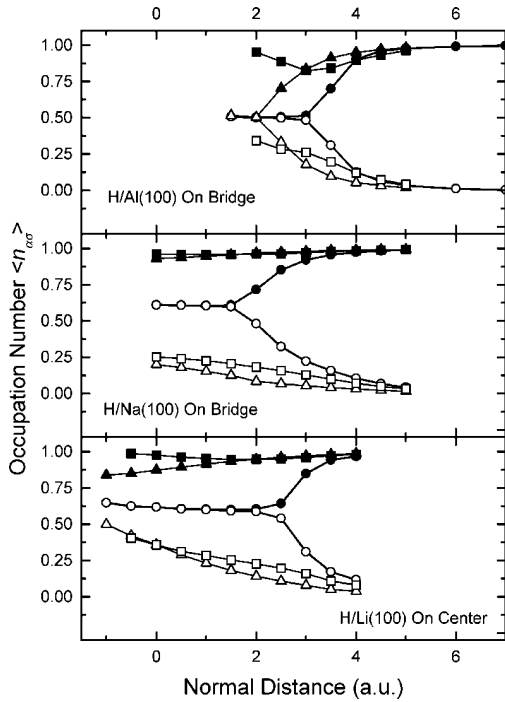 0 2 4 6
1.00
0.75
0.50
0.25
0.00
H/Al(100) On Bridge
1.00
0.75
0.50
0.25
0.00
H/Na(100) On Bridge
1.00
0.75
0.50
0.25
0.00
H/Li(100) On Center
Occupation Number <nασ>
0 2 4 6
Normal Distance (a.u.)